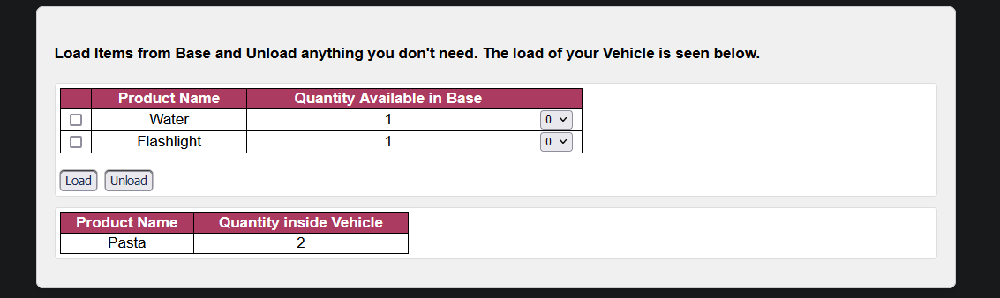 Load Items from Base and Unload anything you don't need. The load of your Vehicle is seen below.
Product Name Quantity Available in Base
Water 1 0
Flashlight 1 0
Load Unload
Product Name Quantity inside Vehicle
Pasta 2